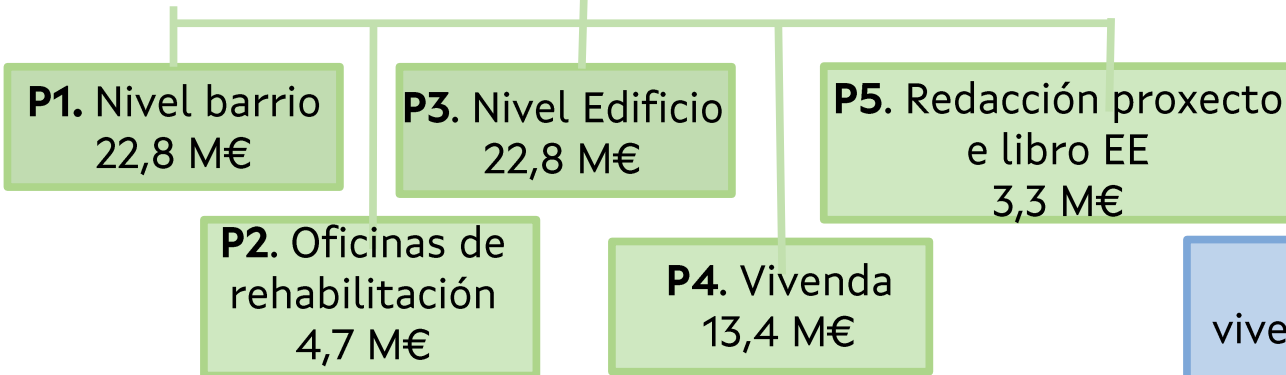 P1. Nivel barrio
22,8 M€
P2. Oficinas de
rehabilitación
4,7 M€
P3. Nivel Edificio
22,8 M€
P4. Vivenda
13,4 M€
P5. Redacción proxecto
e libro EE
3,3 M€